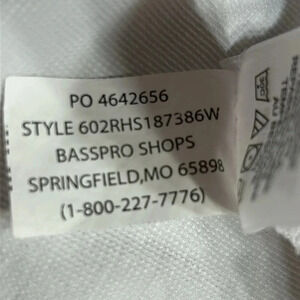 PO 4642656
STYLE 602RHS187386W
BASSPRO SHOPS
SPRINGFIELD,MO 65898
(1-800-227-7776)